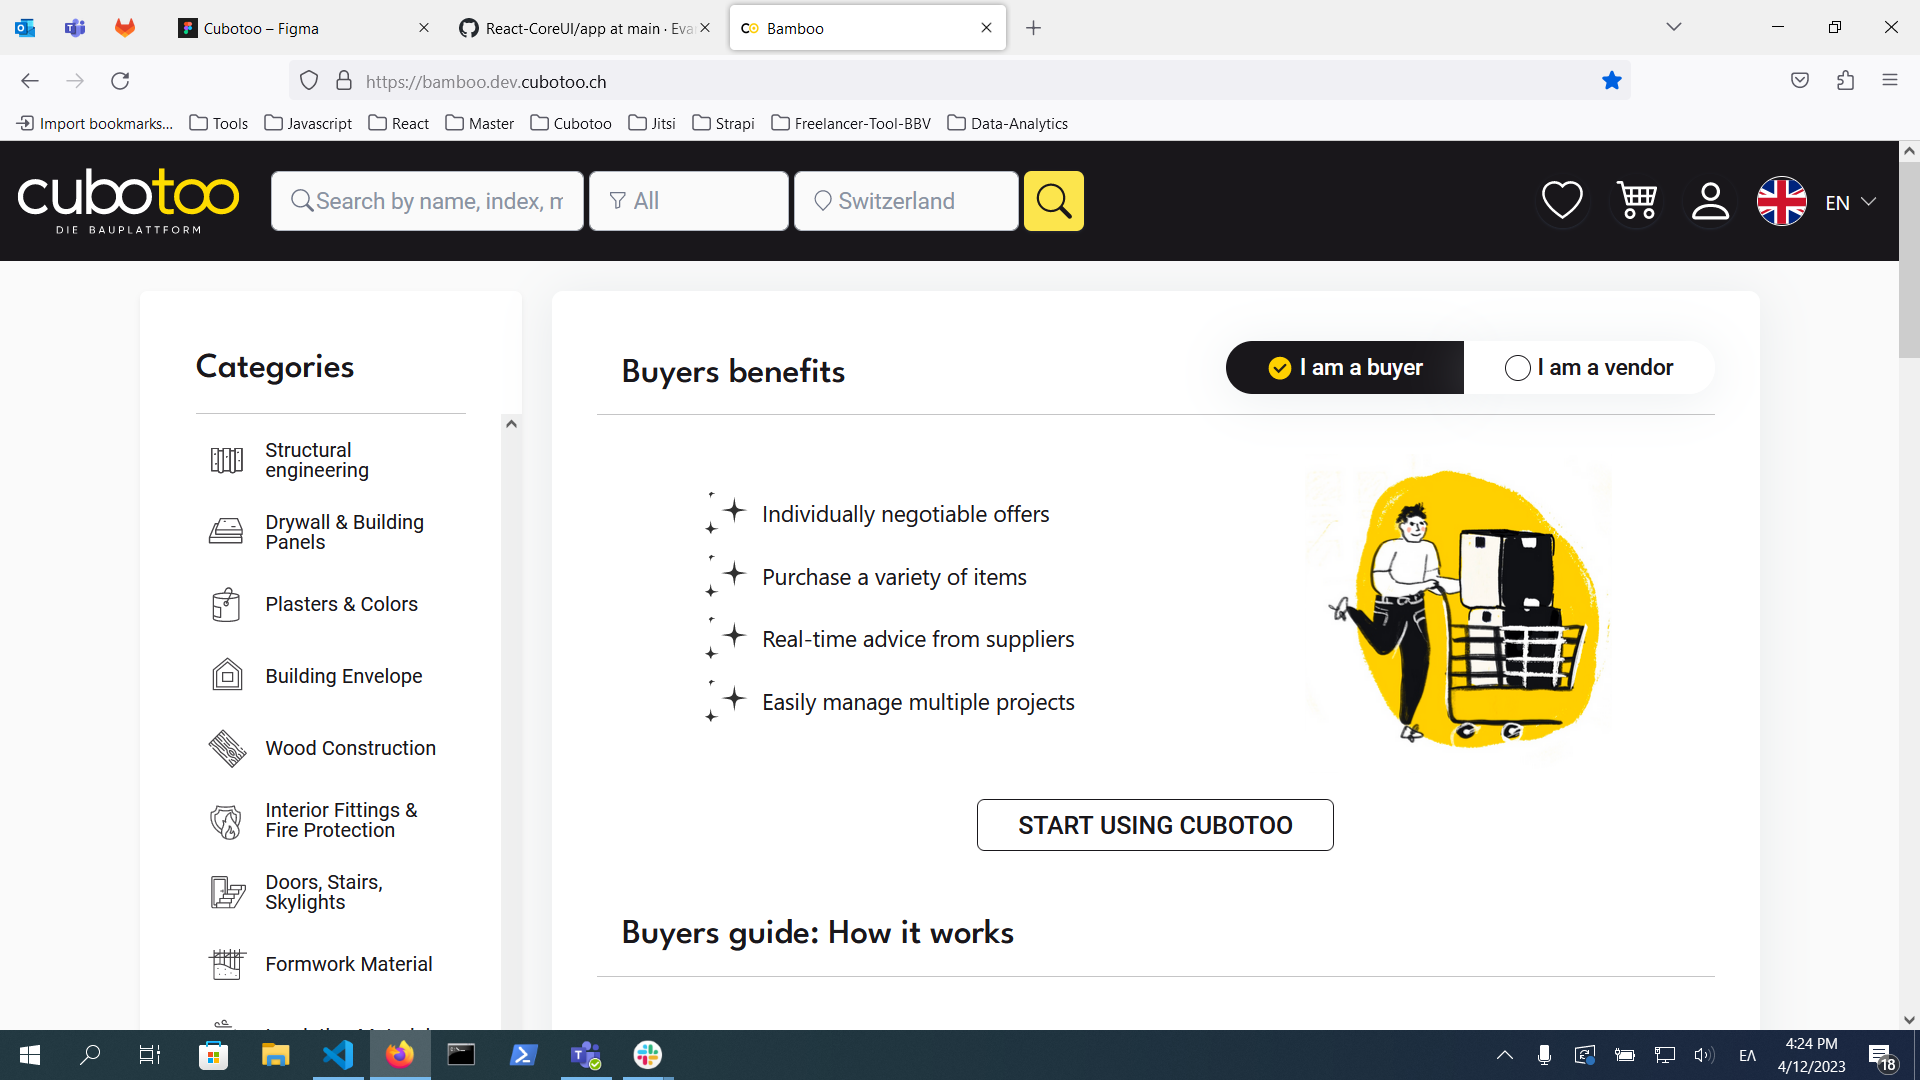 Cubotoo – Figma
React-CoreUI/app at main · Eva
Bamboo
https://bamboo.dev.cubotoo.ch
Import bookmarks...
Tools
Javascript
React
Master
Cubotoo
Jitsi
Strapi
Freelancer-Tool-BBV
Data-Analytics
cubotoo
DIE BAUPLATTFORM
Search by name, index, m
All
Switzerland
EN
Categories
Structural
engineering
Drywall & Building
Panels
Plasters & Colors
Building Envelope
Wood Construction
Interior Fittings &
Fire Protection
Doors, Stairs,
Skylights
Formwork Material
Buyers benefits
I am a buyer
I am a vendor
Individually negotiable offers
Purchase a variety of items
Real-time advice from suppliers
Easily manage multiple projects
START USING CUBOTOO
Buyers guide: How it works
ΕΛ
4:24 PM
4/12/2023
18